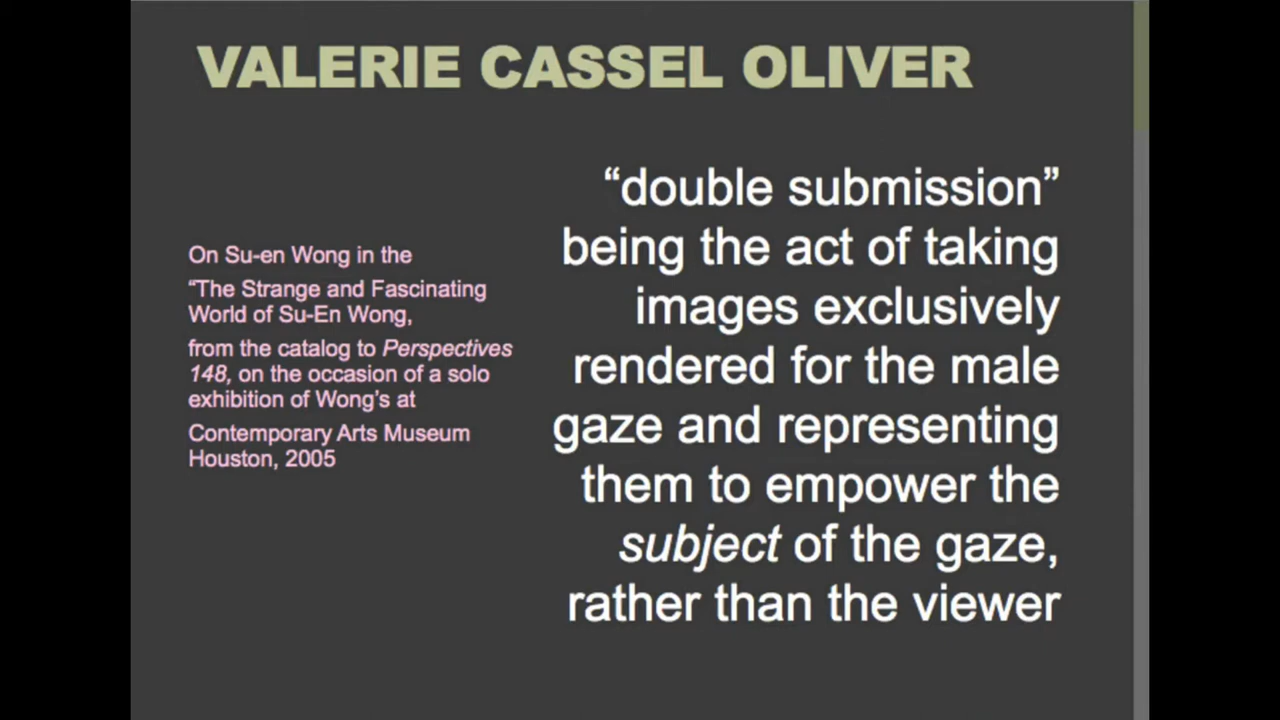 VALERIE CASSEL OLIVER
On Su-en Wong in the
“The Strange and Fascinating
World of Su-En Wong,
from the catalog to Perspectives
148, on the occasion of a solo
exhibition of Wong’s at
Contemporary Arts Museum
Houston, 2005
“double submission”
being the act of taking
images exclusively
rendered for the male
gaze and representing
them to empower the
subject of the gaze,
rather than the viewer